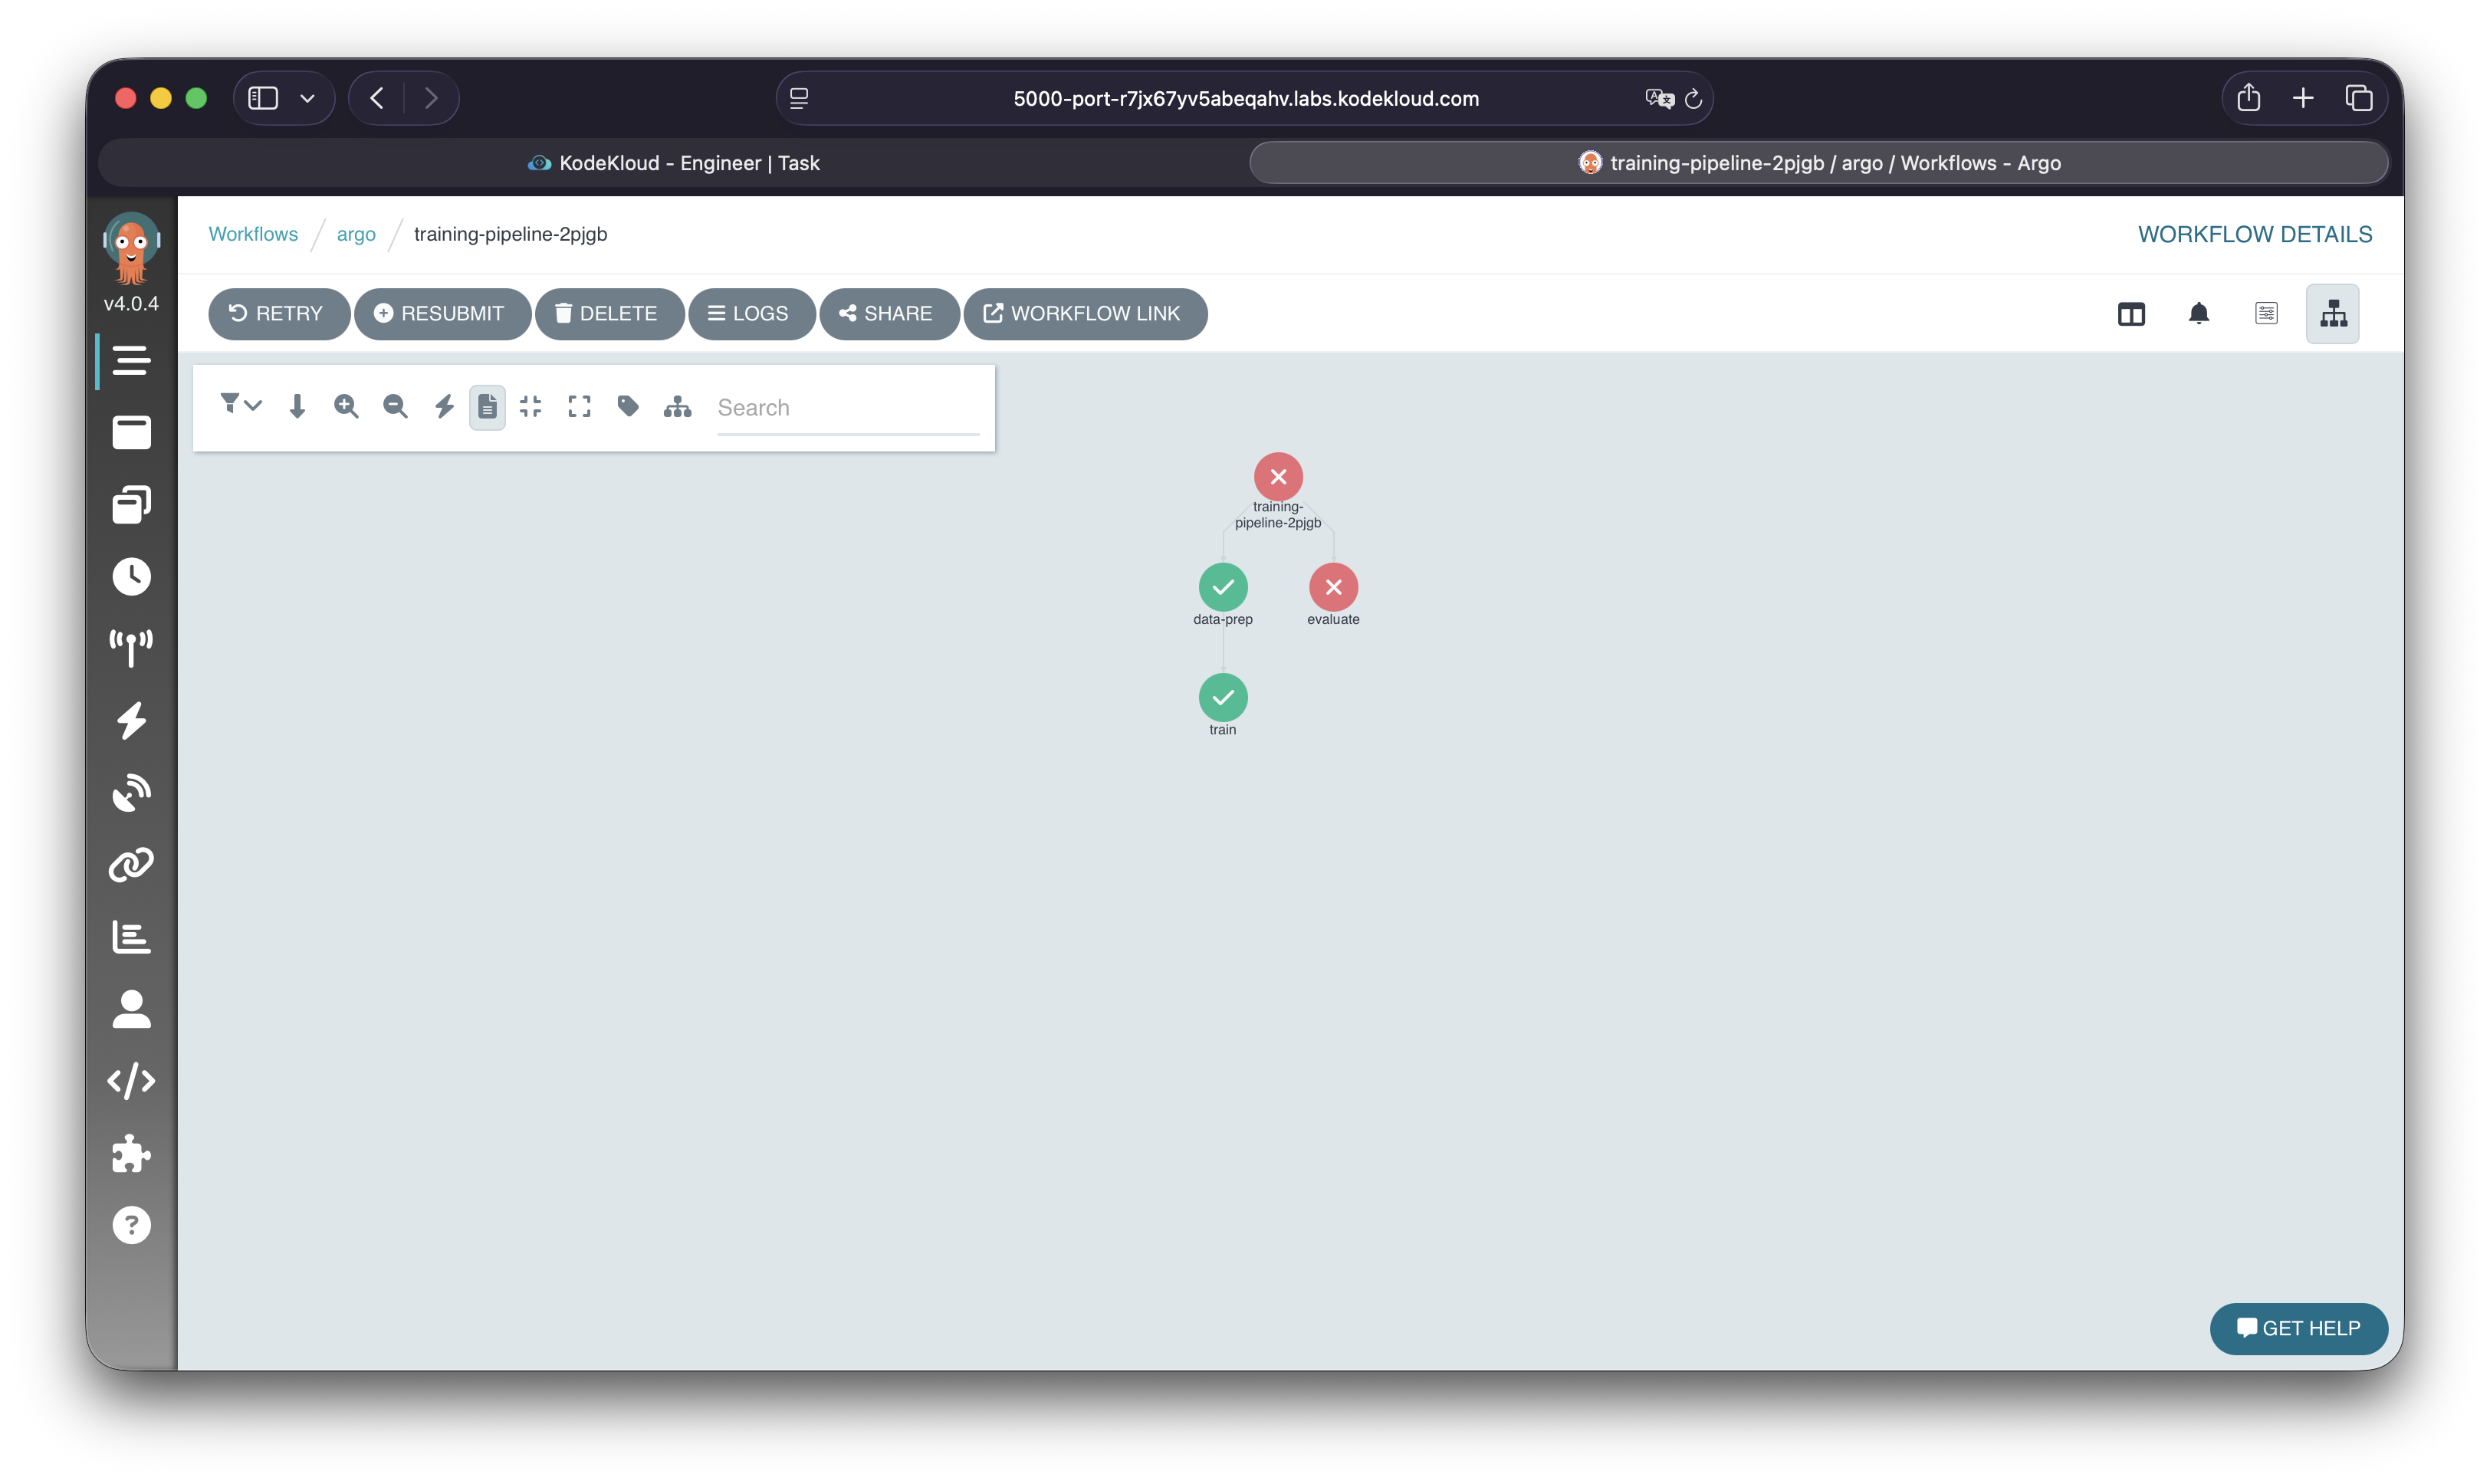 5000-port-r7jx67yv5abeqahv.labs.kodekloud.com
KodeKloud - Engineer | Task
training-pipeline-2pjgb / argo / Workflows - Argo
v4.0.4
Workflows / argo / training-pipeline-2pjgb
WORKFLOW DETAILS
RETRY RESUBMIT DELETE LOGS SHARE WORKFLOW LINK
Search
training-
pipeline-2pjgb
data-prep
evaluate
train
GET HELP